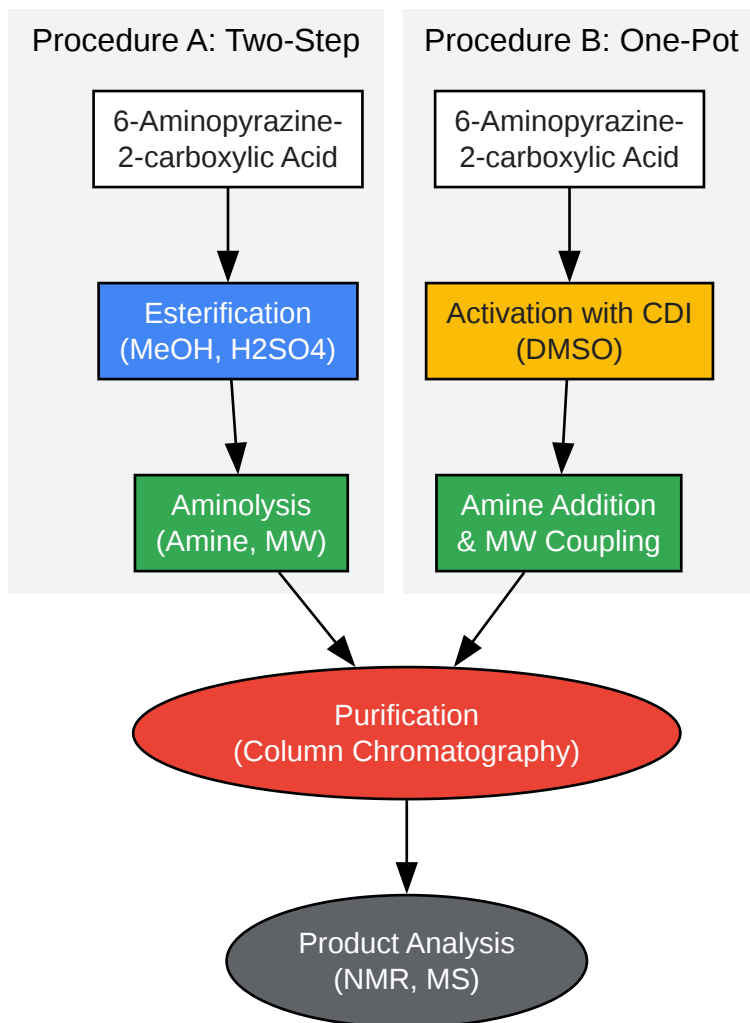 Procedure A: Two-Step
6-Aminopyrazine-
2-carboxylic Acid
Esterification
(MeOH, H2SO4)
Aminolysis
(Amine, MW)
Procedure B: One-Pot
6-Aminopyrazine-
2-carboxylic Acid
Activation with CDI
(DMSO)
Amine Addition
& MW Coupling
Purification
(Column Chromatography)
Product Analysis
(NMR, MS)